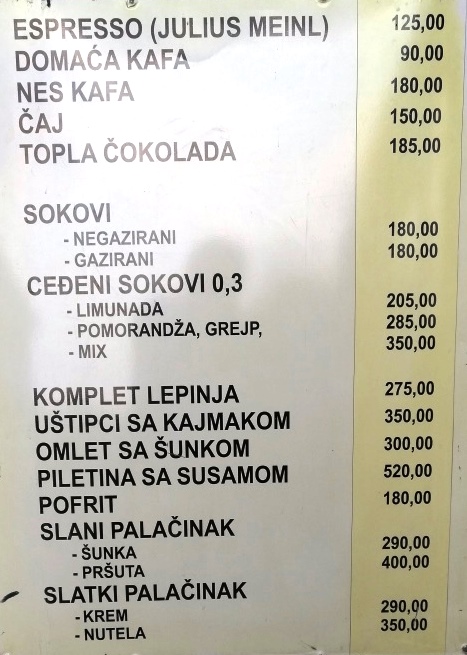 ESPRESSO (JULIUS MEINL) 125,00
DOMAĆA KAFA 90,00
NES KAFA 180,00
ČAJ 150,00
TOPLA ČOKOLADA 185,00
SOKOVI
- NEGAZIRANI 180,00
- GAZIRANI 180,00
CEĐENI SOKOVI 0,3
- LIMUNADA 205,00
- POMORANDŽA, GREJP, 285,00
- MIX 350,00
KOMPLET LEPINJA 275,00
UŠTIPCI SA KAJMAKOM 350,00
OMLET SA ŠUNKOM 300,00
PILETINA SA SUSAMOM 520,00
POFRIT 180,00
SLANI PALAČINAK
- ŠUNKA 290,00
- PRŠUTA 400,00
SLATKI PALAČINAK
- KREM 290,00
- NUTELA 350,00